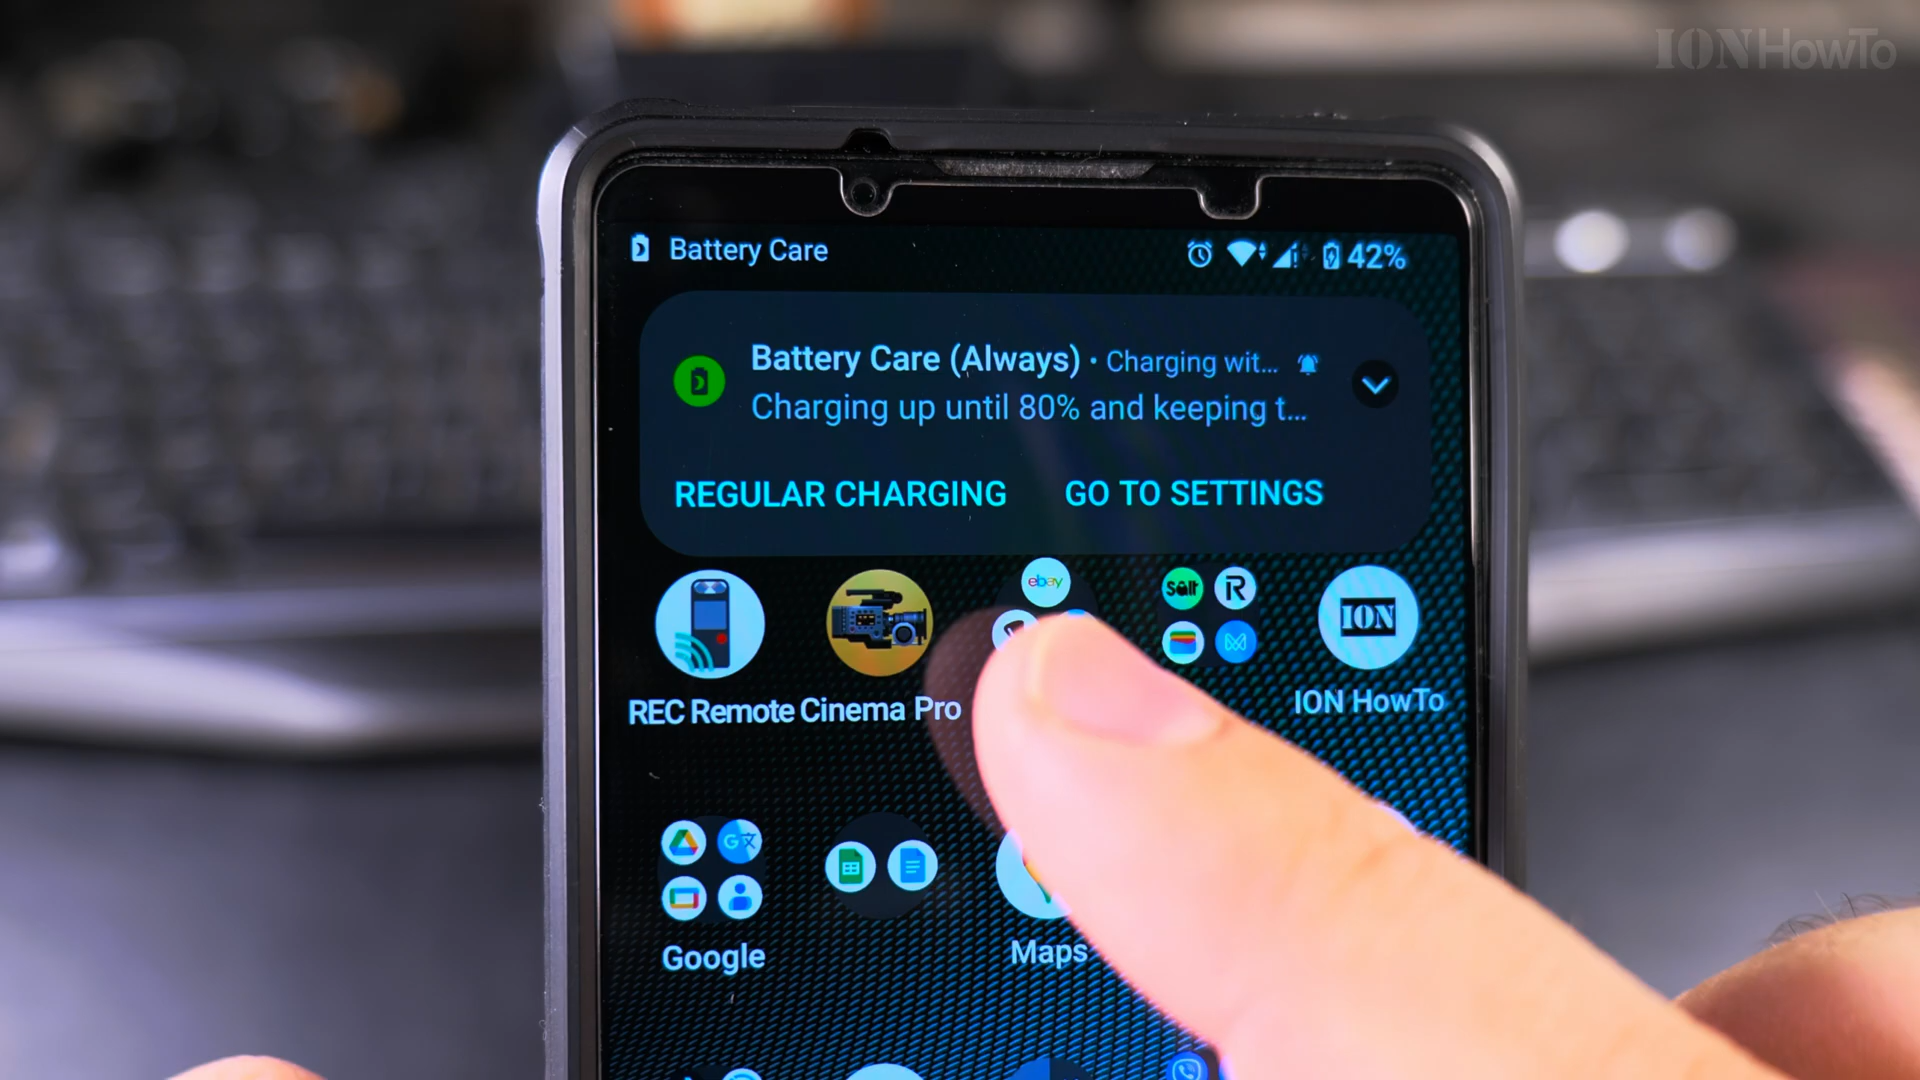 ION HowTo
Battery Care
42%
Battery Care (Always) • Charging wit...
Charging up until 80% and keeping t...
REGULAR CHARGING GO TO SETTINGS
ebay
Salt R
ION
REC Remote Cinema Pro ION HowTo
G
Google Maps